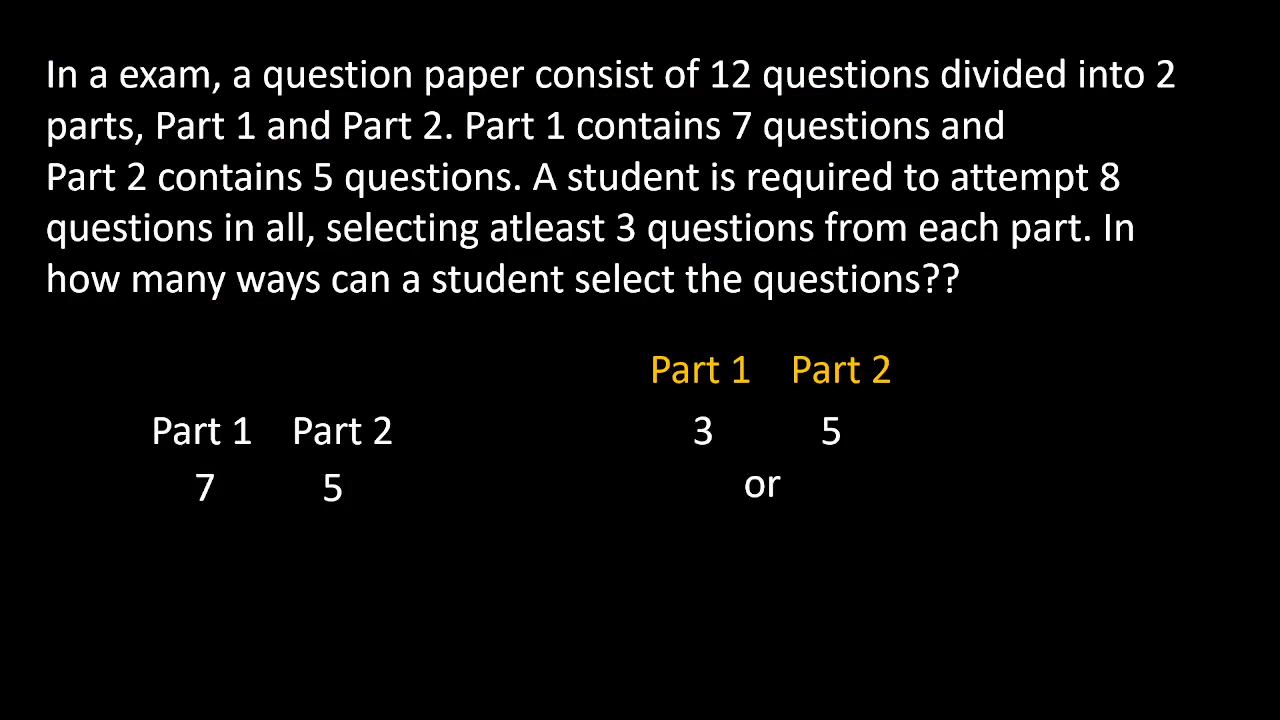 In a exam, a question paper consist of 12 questions divided into 2
parts, Part 1 and Part 2. Part 1 contains 7 questions and
Part 2 contains 5 questions. A student is required to attempt 8
questions in all, selecting atleast 3 questions from each part. In
how many ways can a student select the questions??
Part 1 Part 2
3 5
or
Part 1 Part 2
7 5